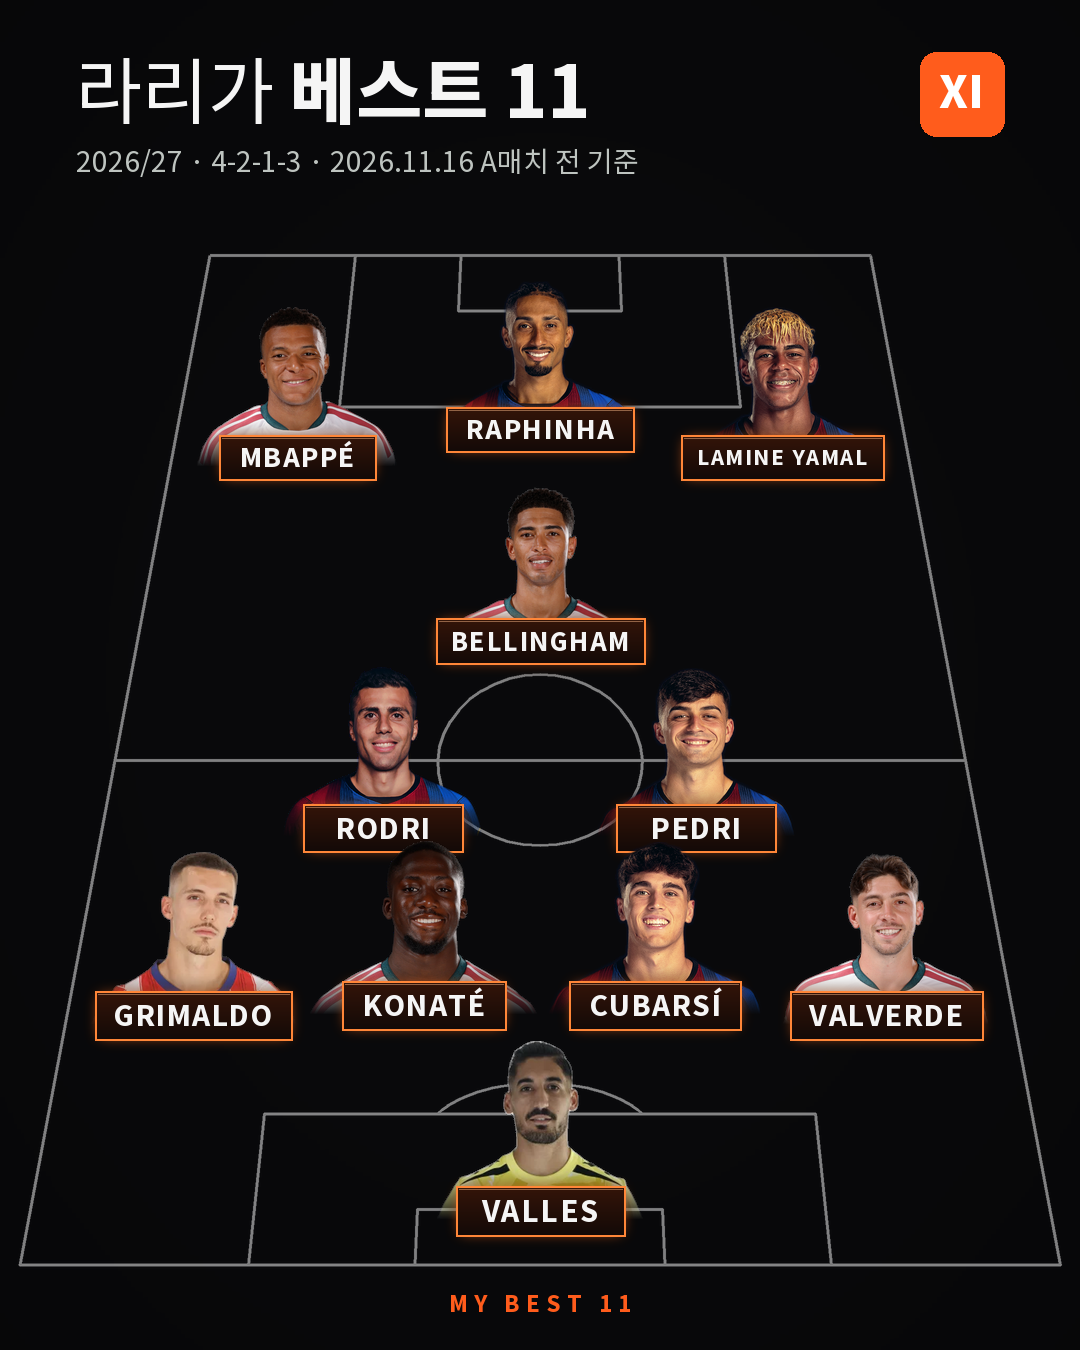 라리가 베스트 11
XI
2026/27 · 4-2-1-3 · 2026.11.16 A매치 전 기준
MBAPPÉ
RAPHINHA
LAMINE YAMAL
BELLINGHAM
RODRI
PEDRI
GRIMALDO
KONATÉ
CUBARSÍ
VALVERDE
VALLES
MY BEST 11